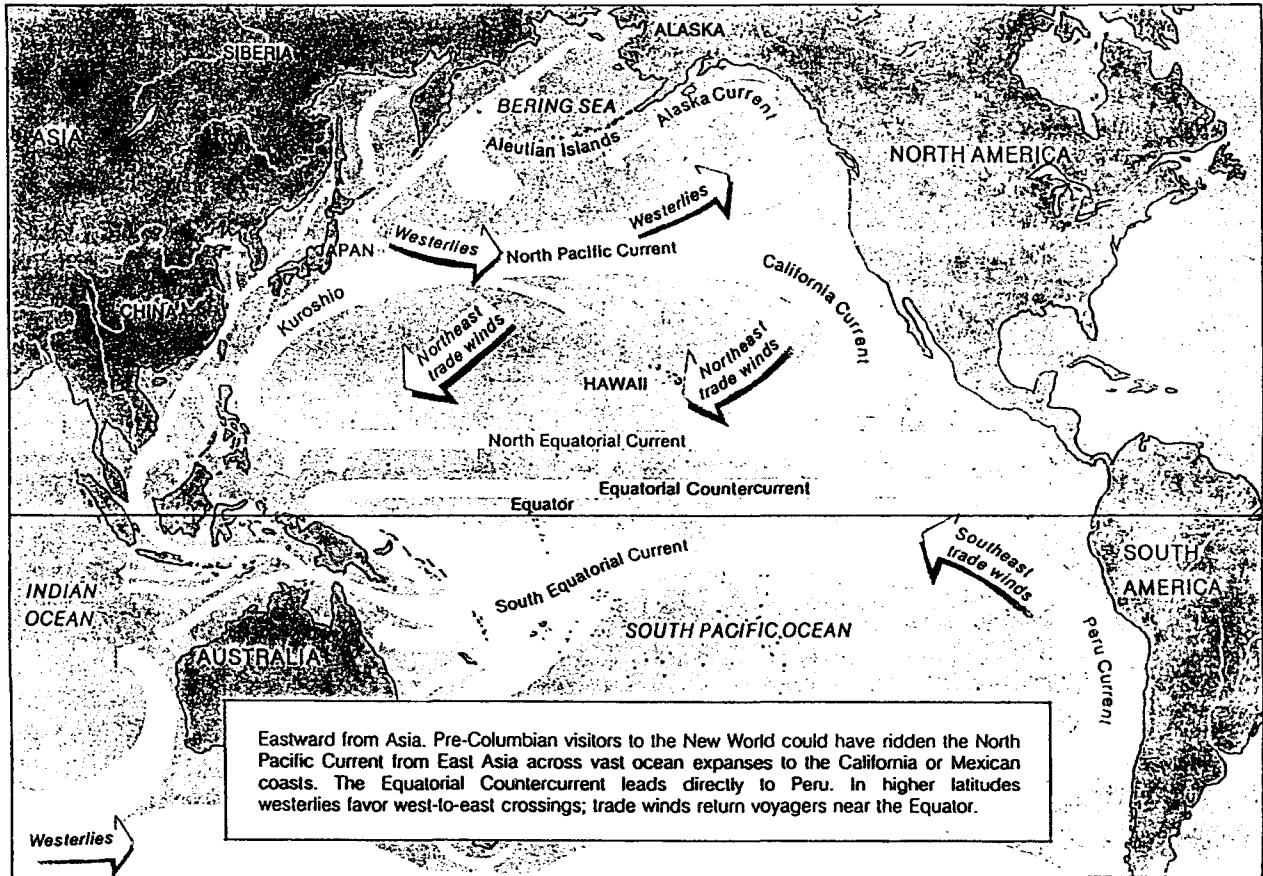 ALASKA
SIBERIA
BERING SEA
Alaska Current
ASIA
Aleutian Islands
NORTH AMERICA
Westerlies
JAPAN
Westerlies
North Pacific Current
California Current
CHINA
Kuroshio
Northeast
trade winds
Northeast
trade winds
HAWAII
North Equatorial Current
Equatorial Countercurrent
Equator
Southeast
trade winds
SOUTH
AMERICA
South Equatorial Current
INDIAN
OCEAN
SOUTH PACIFIC OCEAN
AUSTRALIA
Peru Current
Eastward from Asia. Pre-Columbian visitors to the New World could have ridden the North
Pacific Current from East Asia across vast ocean expanses to the California or Mexican
coasts. The Equatorial Countercurrent leads directly to Peru. In higher latitudes
westerlies favor west-to-east crossings; trade winds return voyagers near the Equator.
Westerlies